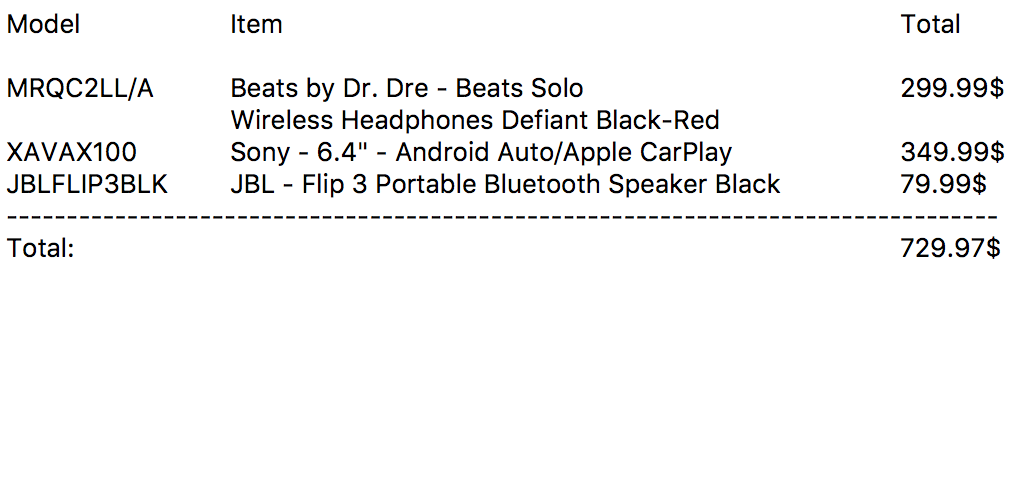 Model Item Total
MRQC2LL/A Beats by Dr. Dre - Beats Solo 299.99$
Wireless Headphones Defiant Black-Red
XAVAX100 Sony - 6.4" - Android Auto/Apple CarPlay 349.99$
JBLFLIP3BLK JBL - Flip 3 Portable Bluetooth Speaker Black 79.99$
-----------------------------------------------------------------------------------
Total: 729.97$